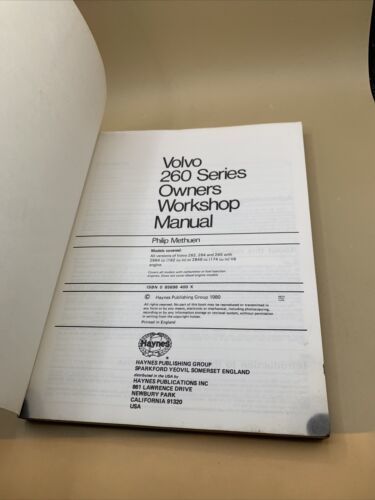 Volvo
260 Series
Owners
Workshop
Manual
Philip Methuen
Models covered
All versions of Volvo 262, 264 and 265 with
2664 cc (162 cu in) or 2849 cc (174 cu in) V6
engine.
Covers all models with carburettor or fuel injection
engines. Does not cover diesel engine models
ISBN 0 85696 400 X
© Haynes Publishing Group 1980
All rights reserved. No part of this book may be reproduced or transmitted in
any form or by any means, electronic or mechanical, including photocopying,
recording or by any information storage or retrieval system, without permission
in writing from the copyright holder.
Printed in England
Haynes
HAYNES PUBLISHING GROUP
SPARKFORD YEOVIL SOMERSET ENGLAND
distributed in the USA by
HAYNES PUBLICATIONS INC
861 LAWRENCE DRIVE
NEWBURY PARK
CALIFORNIA 91320
USA